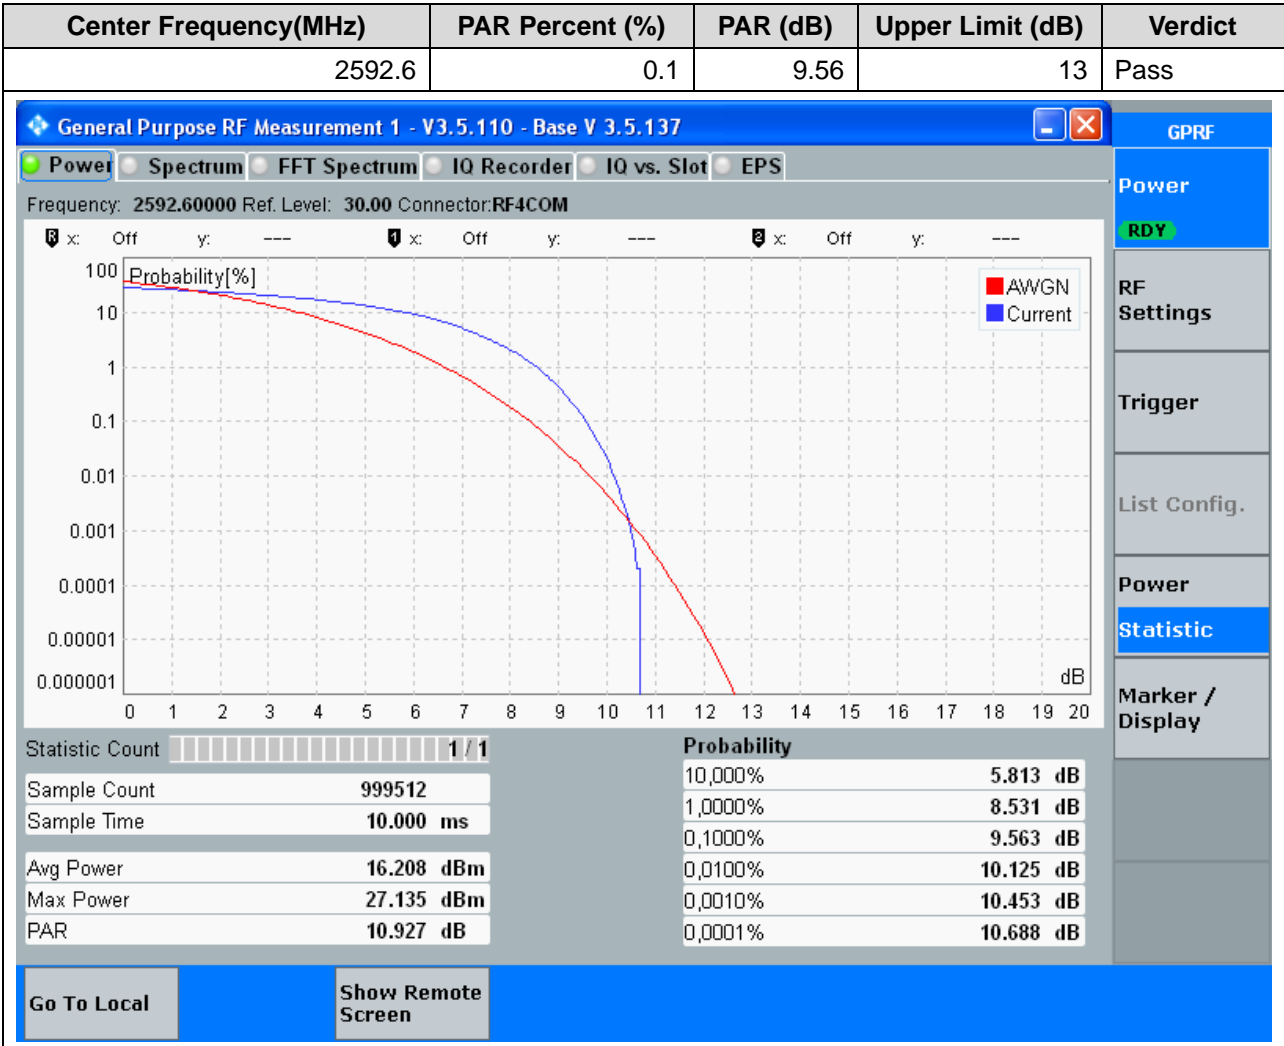 Center Frequency(MHz) PAR Percent (%) PAR (dB) Upper Limit (dB) Verdict
2592.6 0.1 9.56 13 Pass
General Purpose RF Measurement 1 - V3.5.110 - Base V 3.5.137
GPRF
Power Spectrum FFT Spectrum IQ Recorder IQ vs. Slot EPS
Frequency: 2592.60000 Ref. Level: 30.00 Connector:RF4COM
R x: Off y: --- 1 x: Off y: --- 2 x: Off y: ---
Probability[%]
AWGN
Current
100
10
1
0.1
0.01
0.001
0.0001
0.00001
0.000001
dB
0 1 2 3 4 5 6 7 8 9 10 11 12 13 14 15 16 17 18 19 20
Statistic Count 1 / 1
Sample Count 999512
Sample Time 10.000 ms
Avg Power 16.208 dBm
Max Power 27.135 dBm
PAR 10.927 dB
Probability
10,000% 5.813 dB
1,0000% 8.531 dB
0,1000% 9.563 dB
0,0100% 10.125 dB
0,0010% 10.453 dB
0,0001% 10.688 dB
Power
RDY
RF
Settings
Trigger
List Config.
Power
Statistic
Marker /
Display
Go To Local
Show Remote
Screen